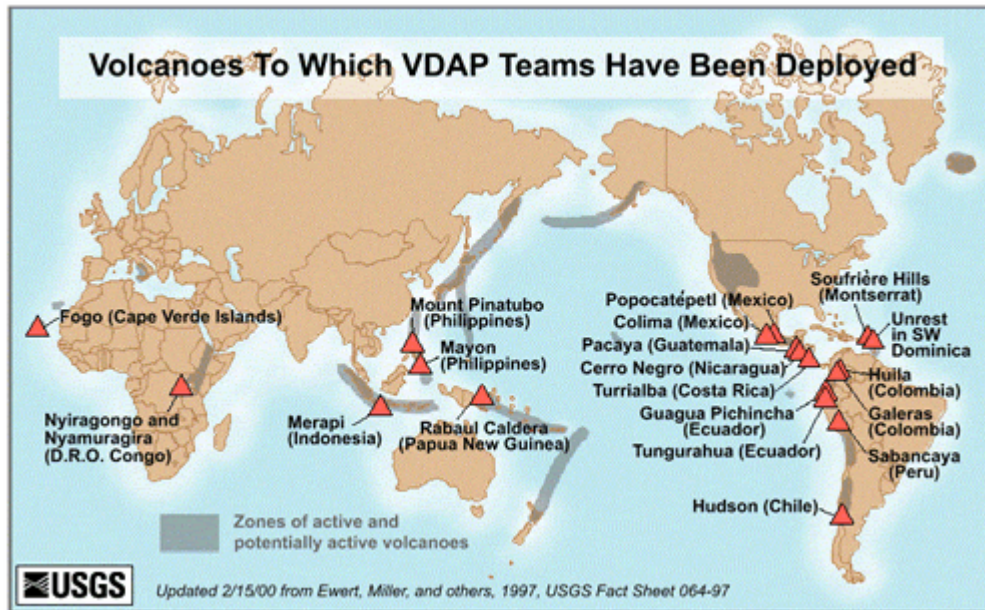 Volcanoes To Which VDAP Teams Have Been Deployed
Fogo (Cape Verde Islands)
Nyiragongo and
Nyamuragira
(D.R.O. Congo)
Mount Pinatubo
(Philippines)
Mayon
(Philippines)
Merapi
(Indonesia)
Rabaul Caldera
(Papua New Guinea)
Popocatépetl (Mexico)
Colima (Mexico)
Pacaya (Guatemala)
Cerro Negro (Nicaragua)
Turrialba (Costa Rica)
Guagua Pichincha
(Ecuador)
Tungurahua (Ecuador)
Hudson (Chile)
Soufrière Hills
(Montserrat)
Unrest
in SW
Dominica
Huila
(Colombia)
Galeras
(Colombia)
Sabancaya
(Peru)
Zones of active and
potentially active volcanoes
USGS
Updated 2/15/00 from Ewert, Miller, and others, 1997, USGS Fact Sheet 064-97